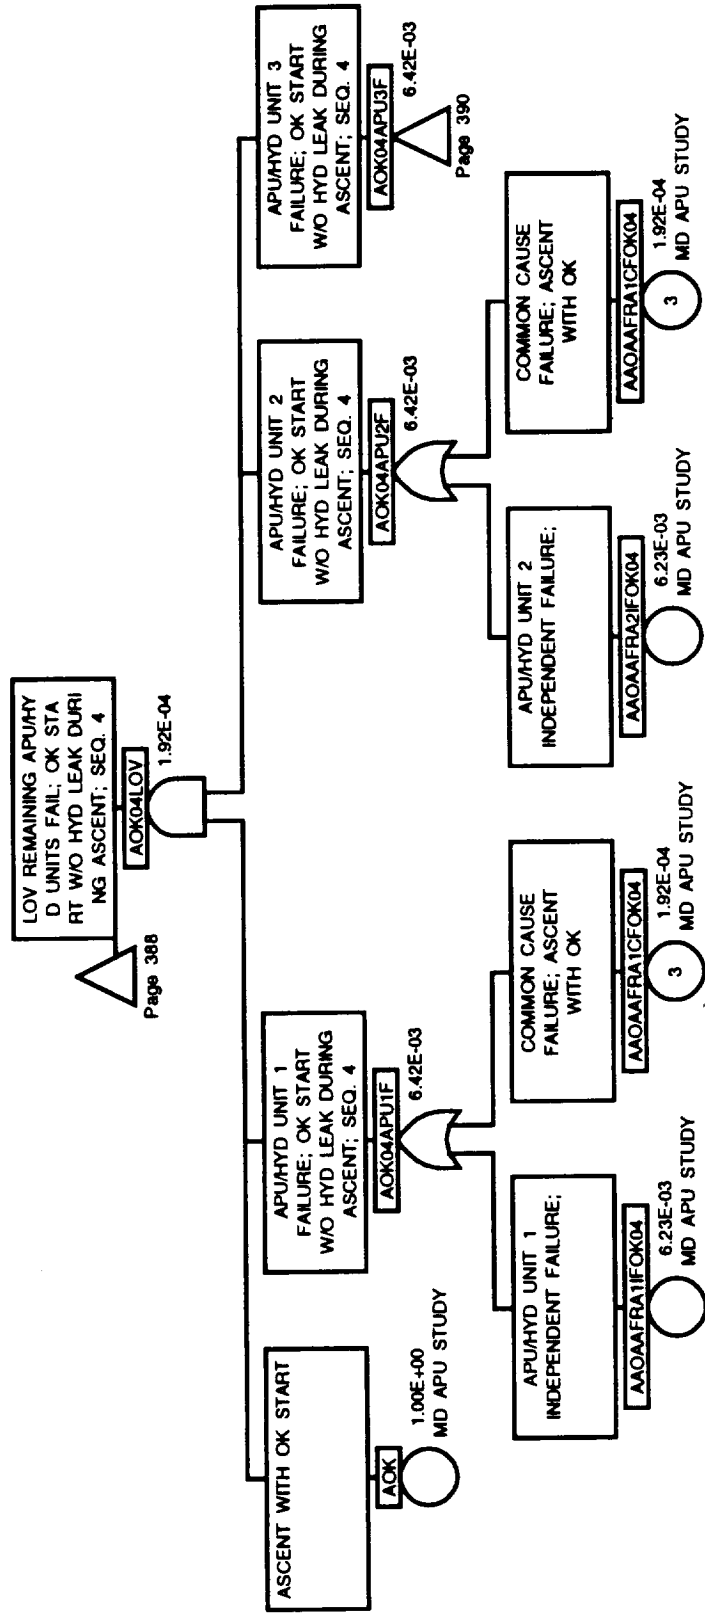 LOV REMAINING APU/HY
D UNITS FAIL; OK STA
RT W/O HYD LEAK DURI
NG ASCENT; SEQ. 4
Page 388
AOK04LOV
1.92E-04
ASCENT WITH OK START
AOK
1.00E+00
MD APU STUDY
APU/HYD UNIT 1
FAILURE; OK START
W/O HYD LEAK DURING
ASCENT; SEQ. 4
AOK04APU1F
6.42E-03
APU/HYD UNIT 2
FAILURE; OK START
W/O HYD LEAK DURING
ASCENT; SEQ. 4
AOK04APU2F
6.42E-03
APU/HYD UNIT 3
FAILURE; OK START
W/O HYD LEAK DURING
ASCENT; SEQ. 4
AOK04APU3F
6.42E-03
Page 390
APU/HYD UNIT 1
INDEPENDENT FAILURE;
AAOAAFRA1IFOK04
6.23E-03
MD APU STUDY
COMMON CAUSE
FAILURE; ASCENT
WITH OK
AAOAAFRA1CFOK04
3
1.92E-04
MD APU STUDY
APU/HYD UNIT 2
INDEPENDENT FAILURE;
AAOAAFRA2IFOK04
6.23E-03
MD APU STUDY
COMMON CAUSE
FAILURE; ASCENT
WITH OK
AAOAAFRA1CFOK04
3
1.92E-04
MD APU STUDY